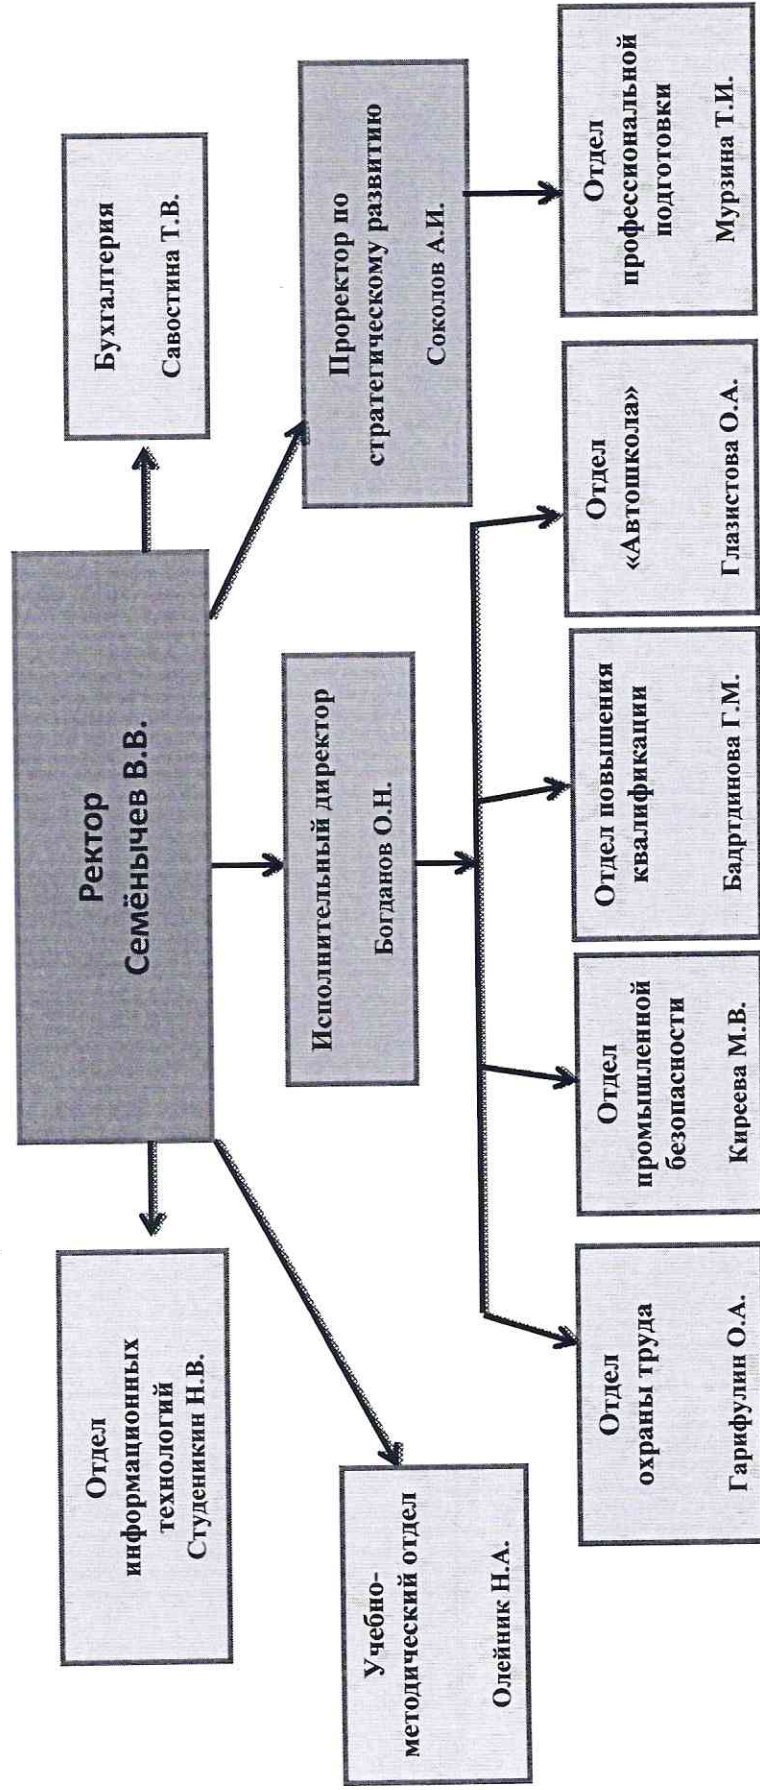 Ректор
Семёнычев В.В.
Отдел
информационных
технологий
Студеникин Н.В.
Бухгалтерия
Савостина Т.В.
Учебно-
методический отдел
Олейник Н.А.
Исполнительный директор
Богданов О.Н.
Проректор по
стратегическому развитию
Соколов А.И.
Отдел
охраны труда
Гарифулин О.А.
Отдел
промышленной
безопасности
Киреева М.В.
Отдел повышения
квалификации
Бадртдинова Г.М.
Отдел
«Автошкола»
Глазистова О.А.
Отдел
профессиональной
подготовки
Мурзина Т.И.